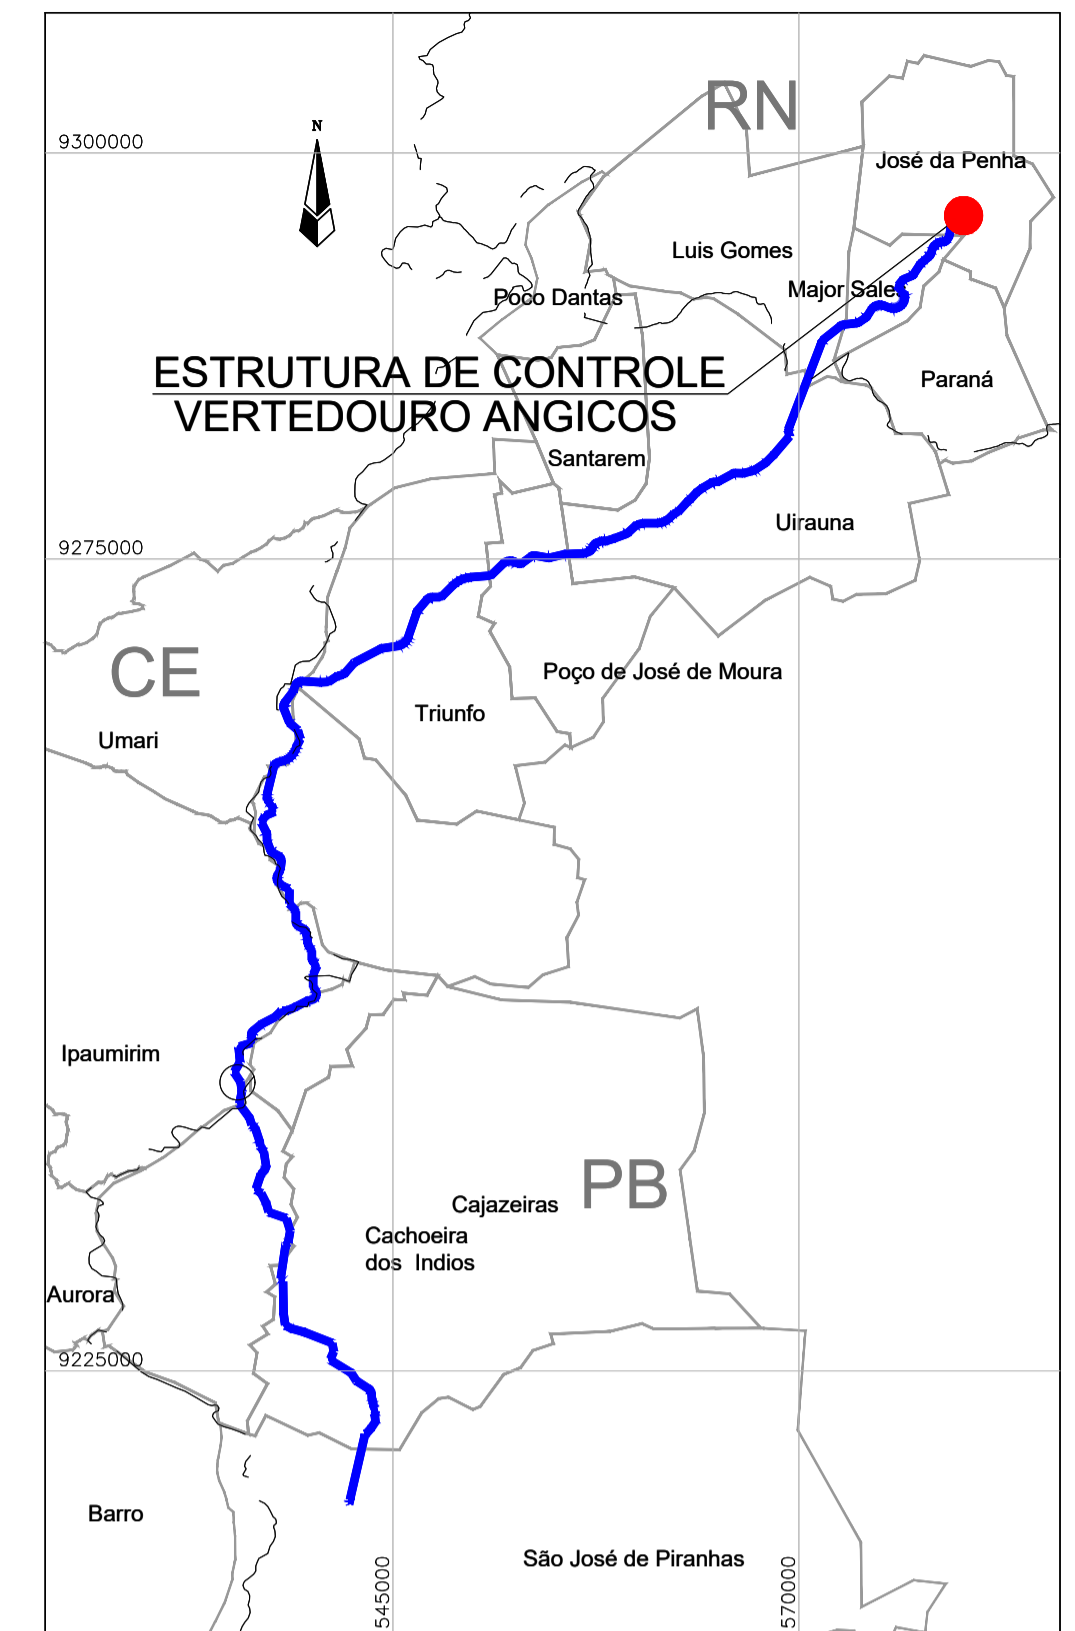 RN
N
9300000
José da Penha
Luis Gomes
Major Sales
Poco Dantas
ESTRUTURA DE CONTROLE
VERTEDOURO ANGICOS
Paraná
Santarem
Uirauna
9275000
CE
Poço de José de Moura
Triunfo
Umari
Ipaumirim
PB
Cajazeiras
Cachoeira
dos Indios
Aurora
9225000
Barro
São José de Piranhas
545000
570000